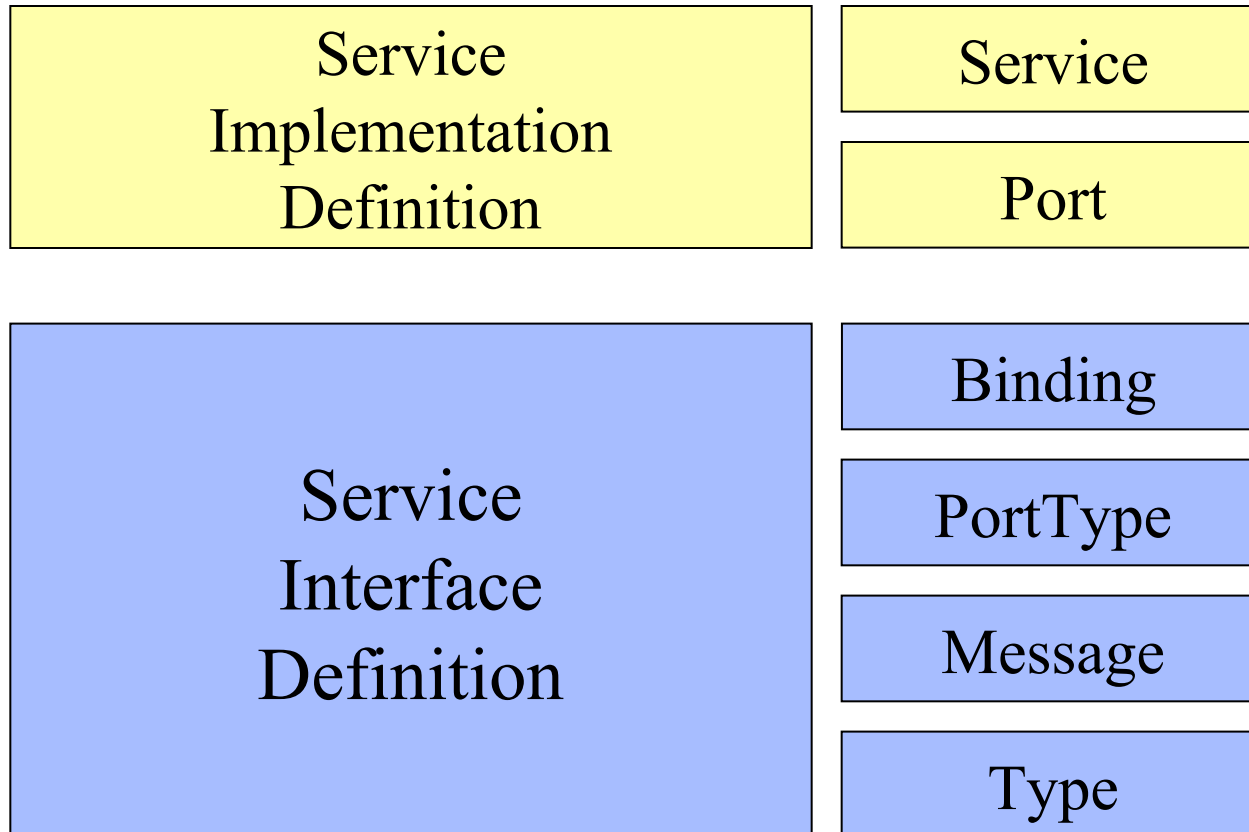 Service
Implementation
Definition
Service
Port
Service
Interface
Definition
Binding
PortType
Message
Type